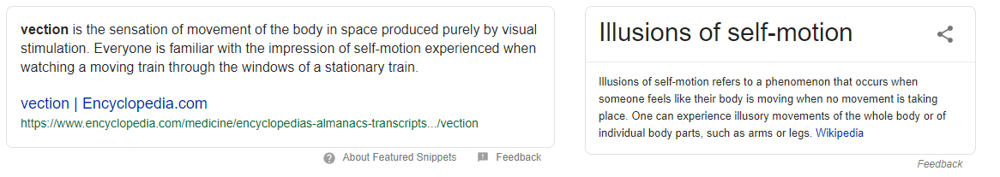 vection is the sensation of movement of the body in space produced purely by visual
stimulation. Everyone is familiar with the impression of self-motion experienced when
watching a moving train through the windows of a stationary train.
vection | Encyclopedia.com
https://www.encyclopedia.com/medicine/encyclopedias-almanacs-transcripts.../vection
About Featured Snippets
Feedback
Illusions of self-motion
Illusions of self-motion refers to a phenomenon that occurs when
someone feels like their body is moving when no movement is taking
place. One can experience illusory movements of the whole body or of
individual body parts, such as arms or legs. Wikipedia
Feedback